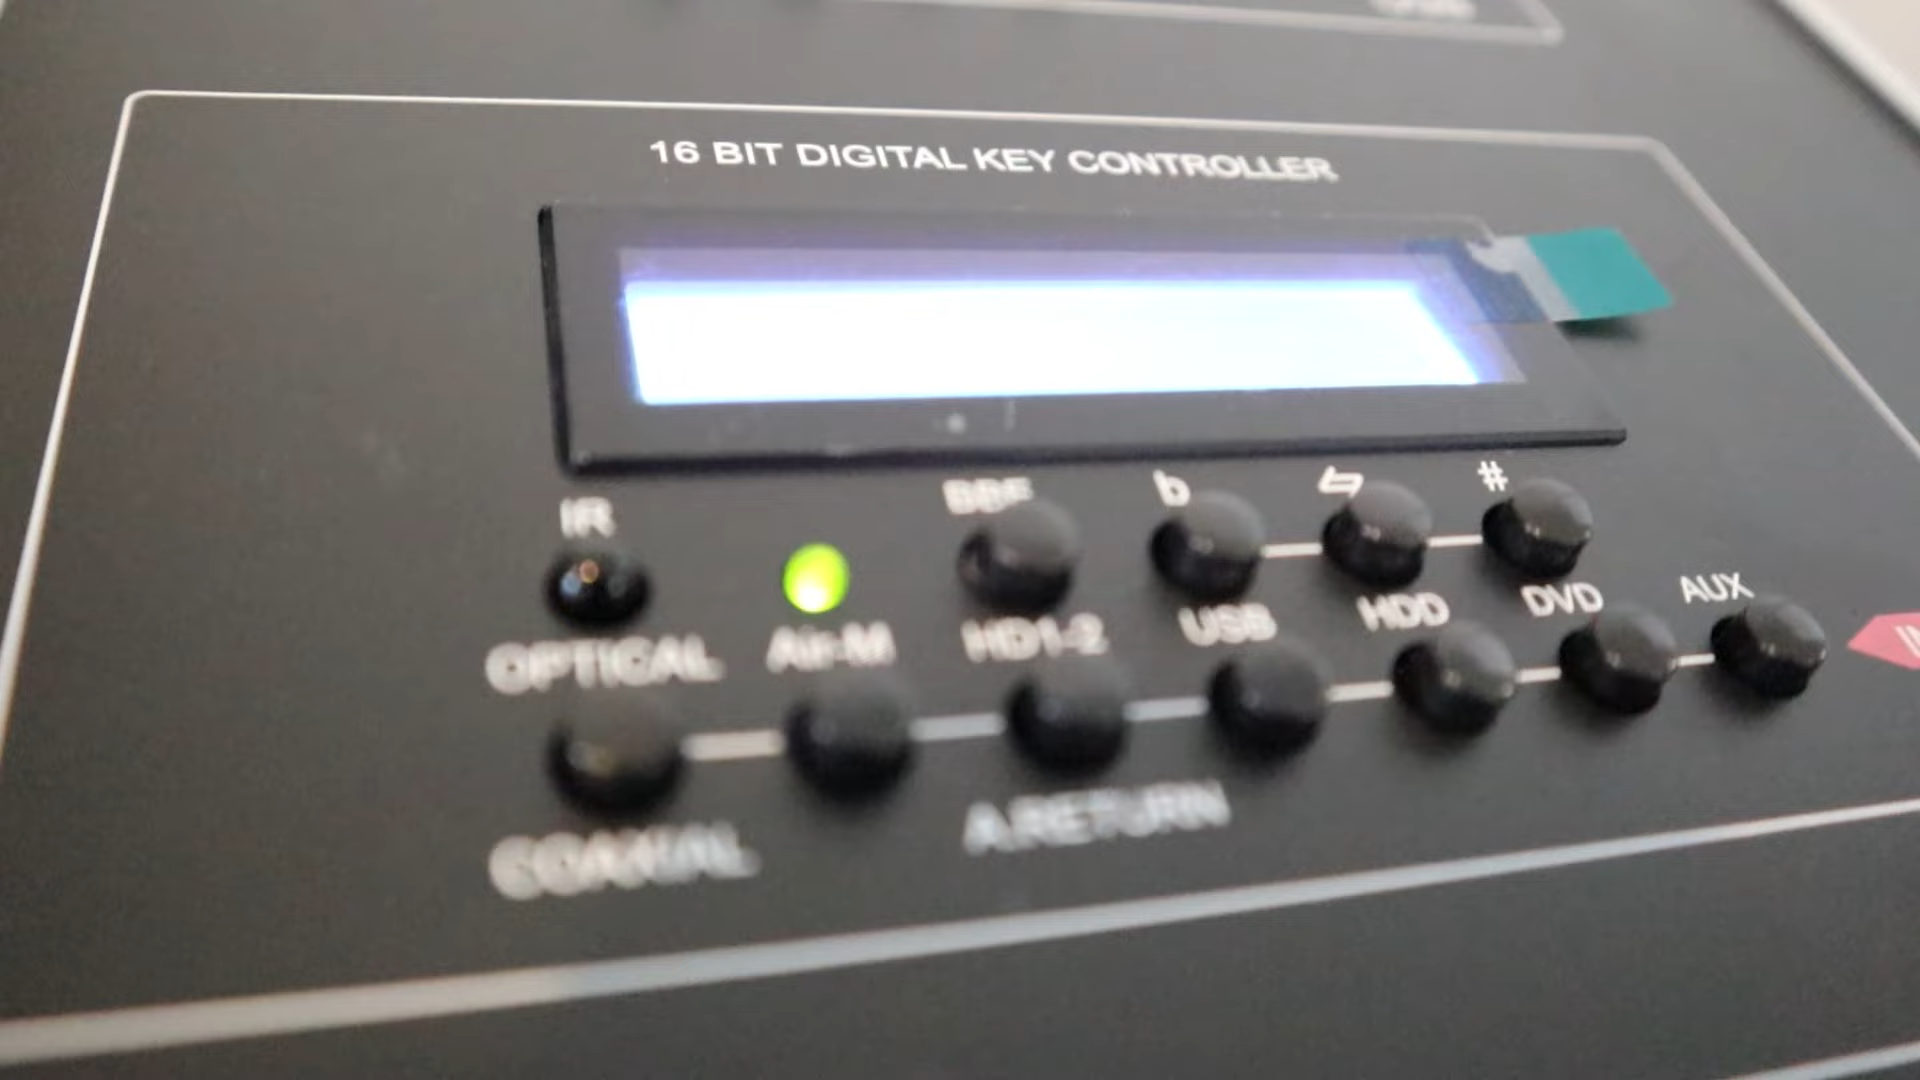 16 BIT DIGITAL KEY CONTROLLER
IR
b
#
OPTICAL
Air-M
HD1-2
USB
HDD
DVD
AUX
COAXIAL
A.RETURN